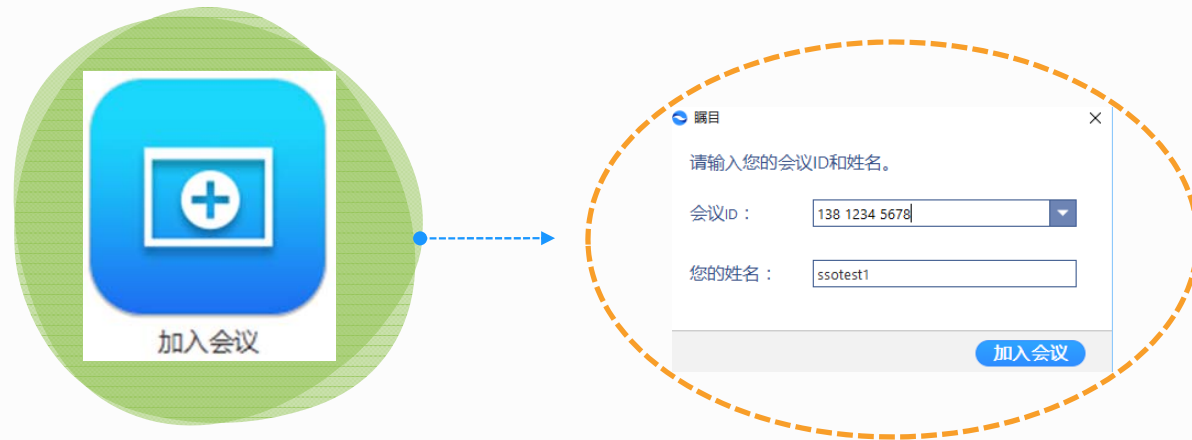 加入会议
瞩目
请输入您的会议ID和姓名。
会议ID：
138 1234 5678
您的姓名：
ssotest1
加入会议